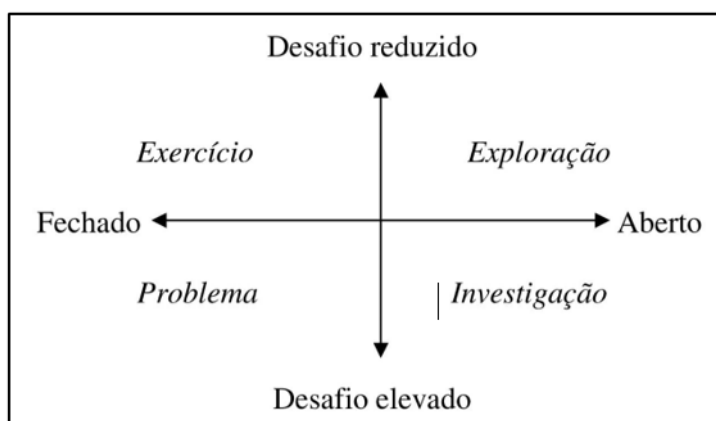 Desafio reduzido
Exercício Exploração
Fechado Aberto
Problema Investigação
Desafio elevado